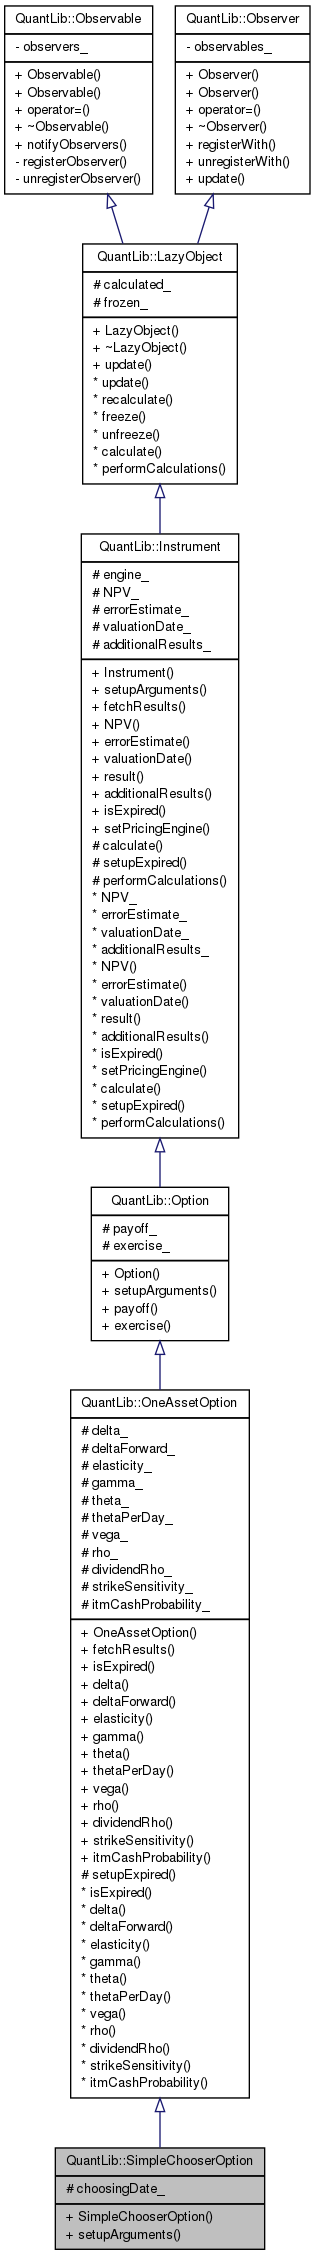 QuantLib::Observable
- observers_
+ Observable()
+ Observable()
+ operator=()
+ ~Observable()
+ notifyObservers()
- registerObserver()
- unregisterObserver()
QuantLib::Observer
- observables_
+ Observer()
+ Observer()
+ operator=()
+ ~Observer()
+ registerWith()
+ unregisterWith()
+ update()
QuantLib::LazyObject
# calculated_
# frozen_
+ LazyObject()
+ ~LazyObject()
+ update()
* update()
* recalculate()
* freeze()
* unfreeze()
* calculate()
* performCalculations()
QuantLib::Instrument
# engine_
# NPV_
# errorEstimate_
# valuationDate_
# additionalResults_
+ Instrument()
+ setupArguments()
+ fetchResults()
+ NPV()
+ errorEstimate()
+ valuationDate()
+ result()
+ additionalResults()
+ isExpired()
+ setPricingEngine()
# calculate()
# setupExpired()
# performCalculations()
* NPV_
* errorEstimate_
* valuationDate_
* additionalResults_
* NPV()
* errorEstimate()
* valuationDate()
* result()
* additionalResults()
* isExpired()
* setPricingEngine()
* calculate()
* setupExpired()
* performCalculations()
QuantLib::Option
# payoff_
# exercise_
+ Option()
+ setupArguments()
+ payoff()
+ exercise()
QuantLib::OneAssetOption
# delta_
# deltaForward_
# elasticity_
# gamma_
# theta_
# thetaPerDay_
# vega_
# rho_
# dividendRho_
# strikeSensitivity_
# itmCashProbability_
+ OneAssetOption()
+ fetchResults()
+ isExpired()
+ delta()
+ deltaForward()
+ elasticity()
+ gamma()
+ theta()
+ thetaPerDay()
+ vega()
+ rho()
+ dividendRho()
+ strikeSensitivity()
+ itmCashProbability()
# setupExpired()
* isExpired()
* delta()
* deltaForward()
* elasticity()
* gamma()
* theta()
* thetaPerDay()
* vega()
* rho()
* dividendRho()
* strikeSensitivity()
* itmCashProbability()
QuantLib::SimpleChooserOption
# choosingDate_
+ SimpleChooserOption()
+ setupArguments()